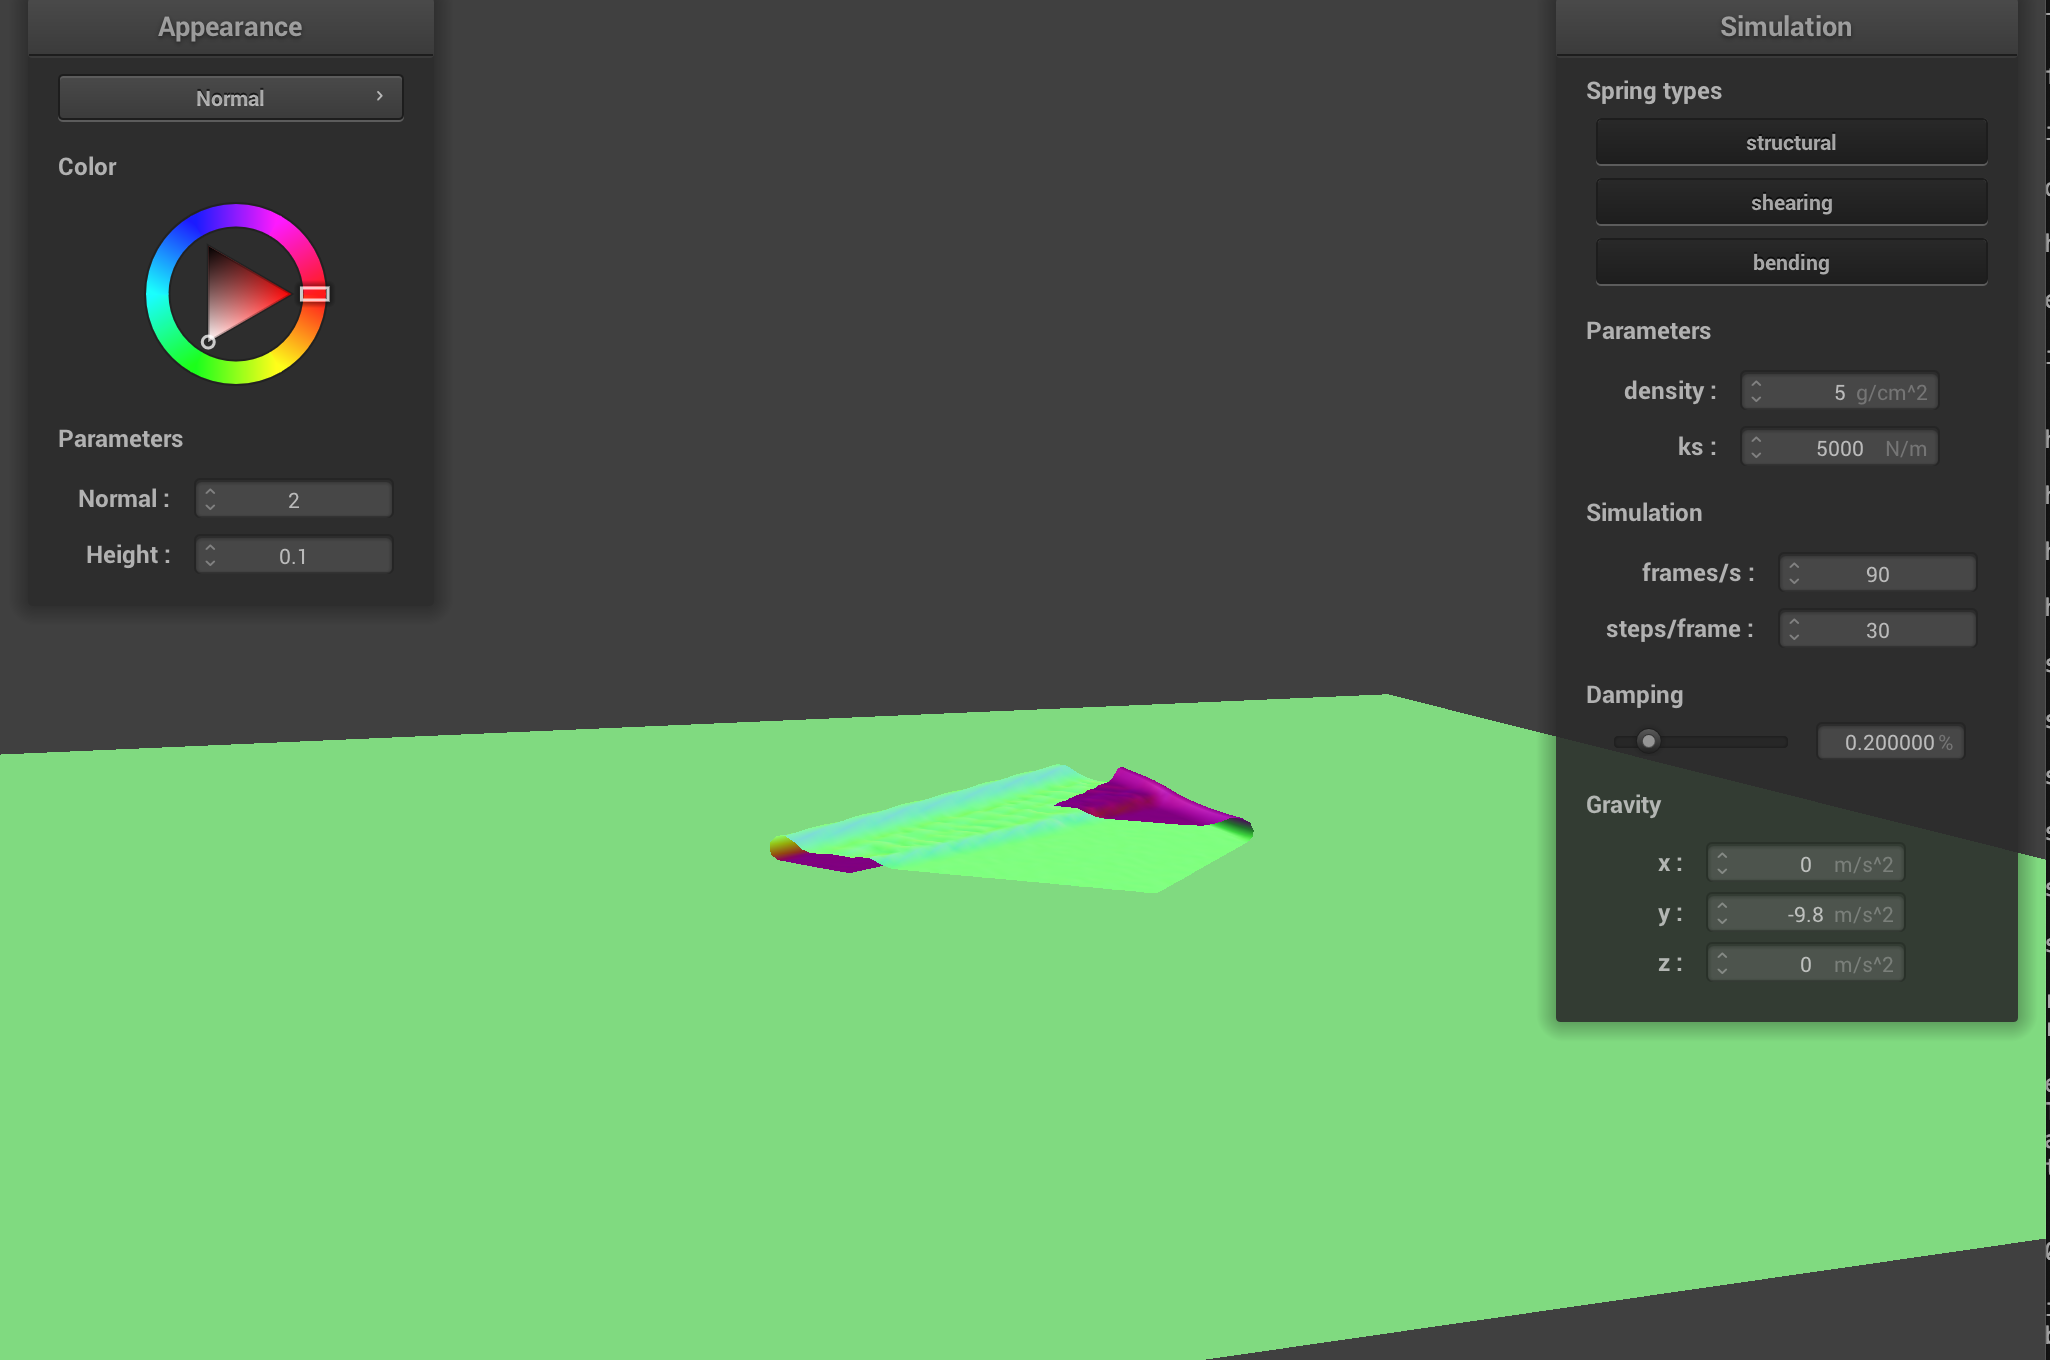 Appearance
Normal
Color
Parameters
Normal :
2
Height :
0.1
Simulation
Spring types
structural
shearing
bending
Parameters
density :
5 g/cm^2
ks :
5000 N/m
Simulation
frames/s :
90
steps/frame :
30
Damping
0.200000 %
Gravity
x :
0 m/s^2
y :
-9.8 m/s^2
z :
0 m/s^2